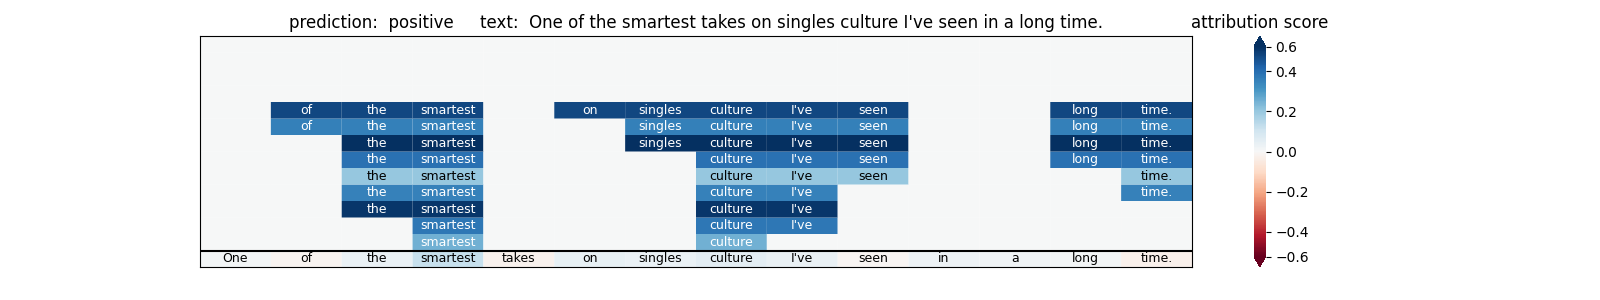 prediction:  positive     text:  One of the smartest takes on singles culture I've seen in a long time.     attribution score
0.6
0.4
of the smartest on singles culture I've seen long time.
0.2
of the smartest singles culture I've seen long time.
the smartest singles culture I've seen long time.
0.0
the smartest culture I've seen long time.
the smartest culture I've seen time.
−0.2
the smartest culture I've time.
the smartest culture I've
smartest culture I've
−0.4
smartest culture
One of the smartest takes on singles culture I've seen in a long time.
−0.6